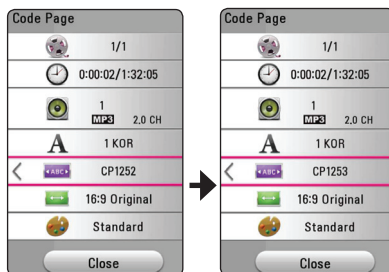 Code Page
1/1
0:00:02/1:32:05
1
MP3 2.0 CH
A 1 KOR
ABC CP1252
16:9 Original
Standard
Close
Code Page
1/1
0:00:02/1:32:05
1
MP3 2.0 CH
A 1 KOR
ABC CP1253
16:9 Original
Standard
Close